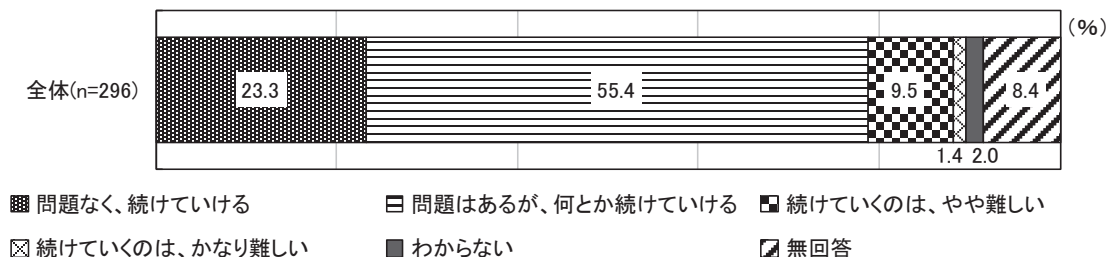 (%)
全体(n=296)
23.3
55.4
9.5
8.4
1.4 2.0
問題なく、続けていける 問題はあるが、何とか続けていける 続けていくのは、やや難しい
続けていくのは、かなり難しい わからない 無回答